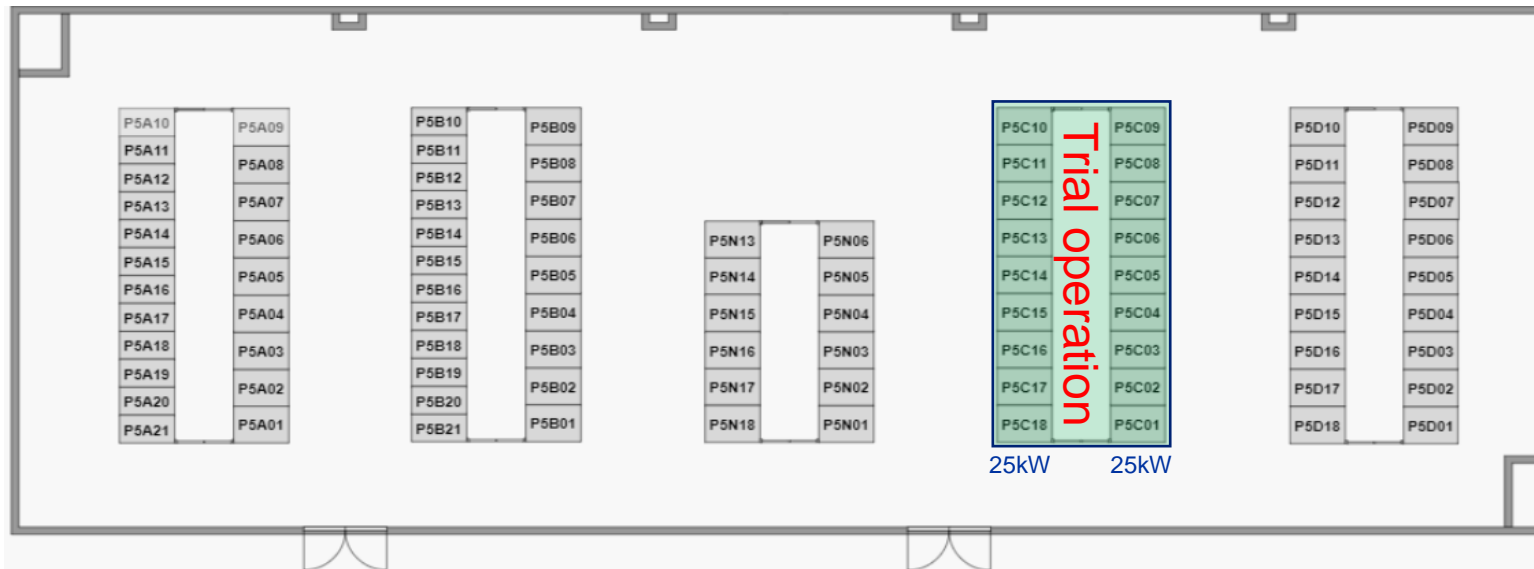 P5A10
P5A11
P5A12
P5A13
P5A14
P5A15
P5A16
P5A17
P5A18
P5A19
P5A20
P5A21
P5A09
P5A08
P5A07
P5A06
P5A05
P5A04
P5A03
P5A02
P5A01
P5B10
P5B11
P5B12
P5B13
P5B14
P5B15
P5B16
P5B17
P5B18
P5B19
P5B20
P5B21
P5B09
P5B08
P5B07
P5B06
P5B05
P5B04
P5B03
P5B02
P5B01
P5N13
P5N14
P5N15
P5N16
P5N17
P5N18
P5N06
P5N05
P5N04
P5N03
P5N02
P5N01
P5C10
P5C11
P5C12
P5C13
P5C14
P5C15
P5C16
P5C17
P5C18
Trial operation
P5C09
P5C08
P5C07
P5C06
P5C05
P5C04
P5C03
P5C02
P5C01
25kW
25kW
P5D10
P5D11
P5D12
P5D13
P5D14
P5D15
P5D16
P5D17
P5D18
P5D09
P5D08
P5D07
P5D06
P5D05
P5D04
P5D03
P5D02
P5D01